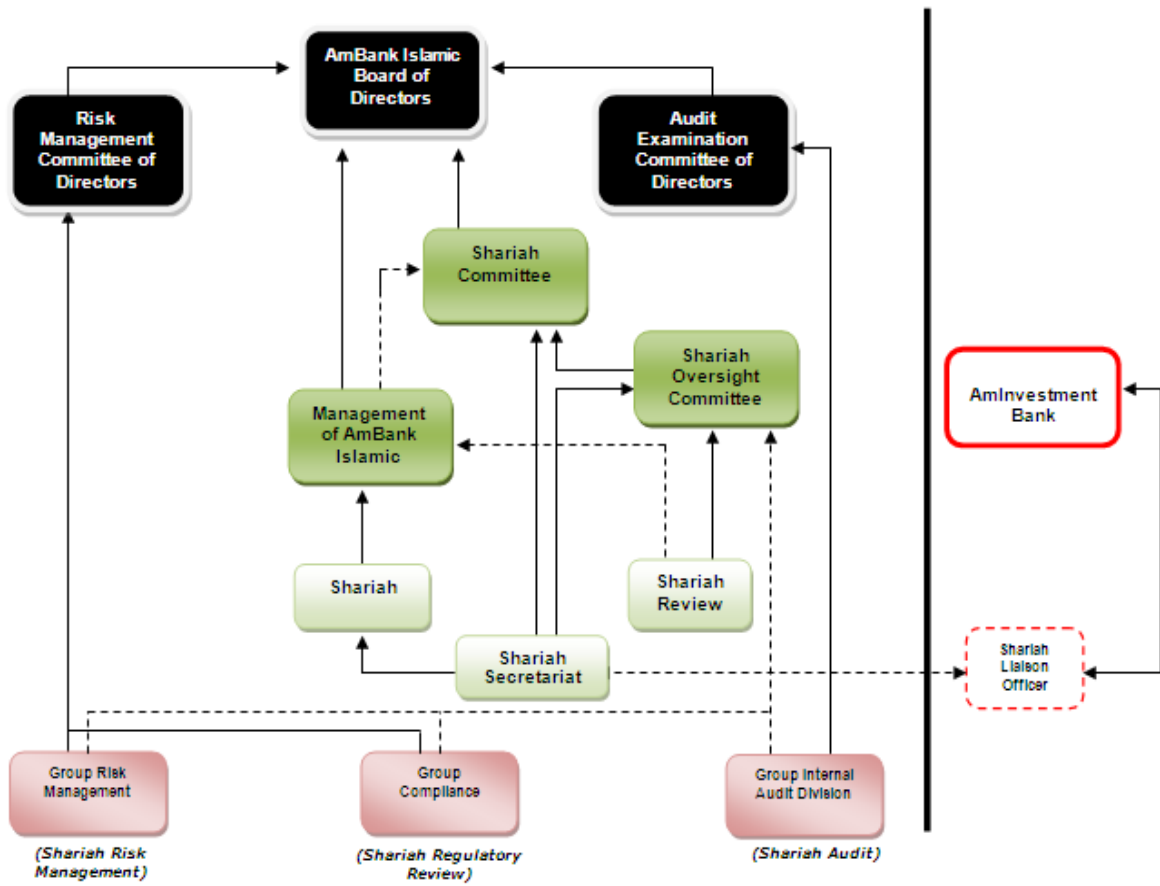 AmBank Islamic
Board of
Directors
Risk
Management
Committee of
Directors
Audit
Examination
Committee of
Directors
Shariah
Committee
Shariah
Oversight
Committee
Management
of AmBank
Islamic
AmInvestment
Bank
Shariah
Shariah
Review
Shariah
Secretariat
Shariah
Liaison
Officer
Group Risk
Management
Group
Compliance
Group Internal
Audit Division
(Shariah Risk
Management)
(Shariah Regulatory
Review)
(Shariah Audit)